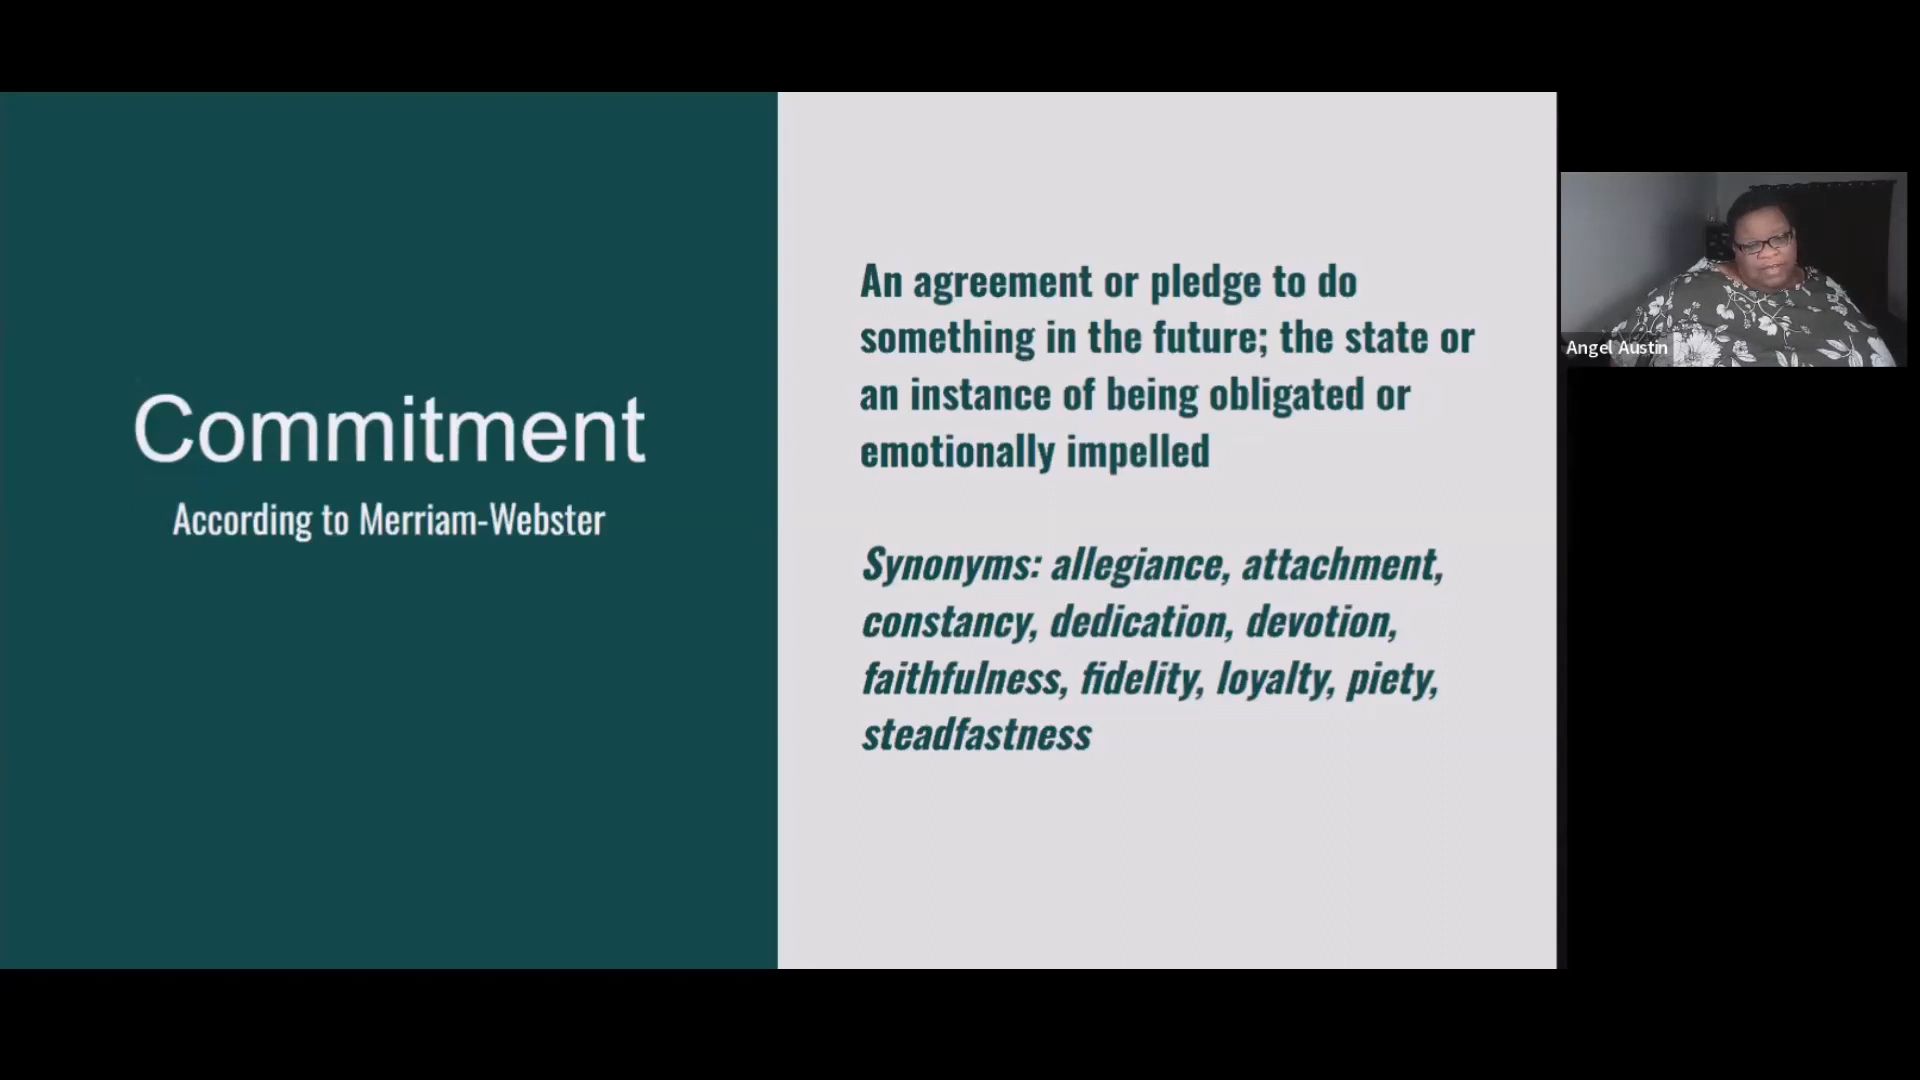 Commitment
According to Merriam-Webster
An agreement or pledge to do
something in the future; the state or
an instance of being obligated or
emotionally impelled
Synonyms: allegiance, attachment,
constancy, dedication, devotion,
faithfulness, fidelity, loyalty, piety,
steadfastness
Angel Austin